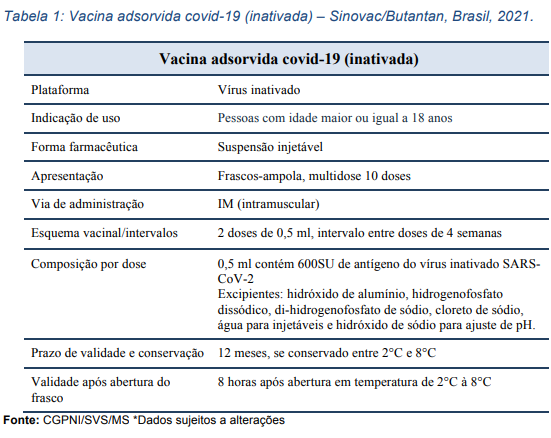 Tabela 1: Vacina adsorvida covid-19 (inativada) – Sinovac/Butantan, Brasil, 2021.
Vacina adsorvida covid-19 (inativada)
Plataforma Vírus inativado
Indicação de uso Pessoas com idade maior ou igual a 18 anos
Forma farmacêutica Suspensão injetável
Apresentação Frascos-ampola, multidose 10 doses
Via de administração IM (intramuscular)
Esquema vacinal/intervalos 2 doses de 0,5 ml, intervalo entre doses de 4 semanas
Composição por dose 0,5 ml contém 600SU de antígeno do vírus inativado SARS-
CoV-2
Excipientes: hidróxido de alumínio, hidrogenofosfato
dissódico, di-hidrogenofosfato de sódio, cloreto de sódio,
água para injetáveis e hidróxido de sódio para ajuste de pH.
Prazo de validade e conservação 12 meses, se conservado entre 2°C e 8°C
Validade após abertura do 8 horas após abertura em temperatura de 2°C à 8°C
frasco
Fonte: CGPNI/SVS/MS *Dados sujeitos a alterações